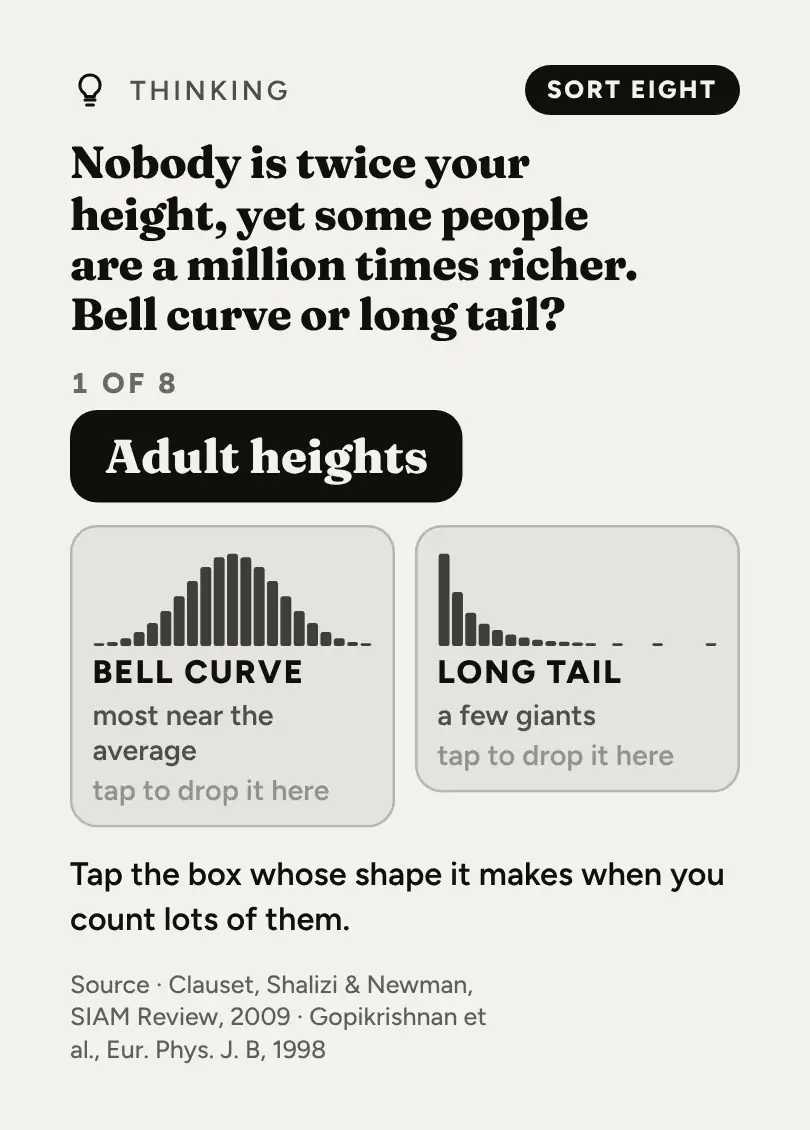 THINKING
SORT EIGHT
Nobody is twice your
height, yet some people
are a million times richer.
Bell curve or long tail?
1 OF 8
Adult heights
BELL CURVE
most near the
average
tap to drop it here
LONG TAIL
a few giants
tap to drop it here
Tap the box whose shape it makes when you
count lots of them.
Source · Clauset, Shalizi & Newman,
SIAM Review, 2009 · Gopikrishnan et
al., Eur. Phys. J. B, 1998